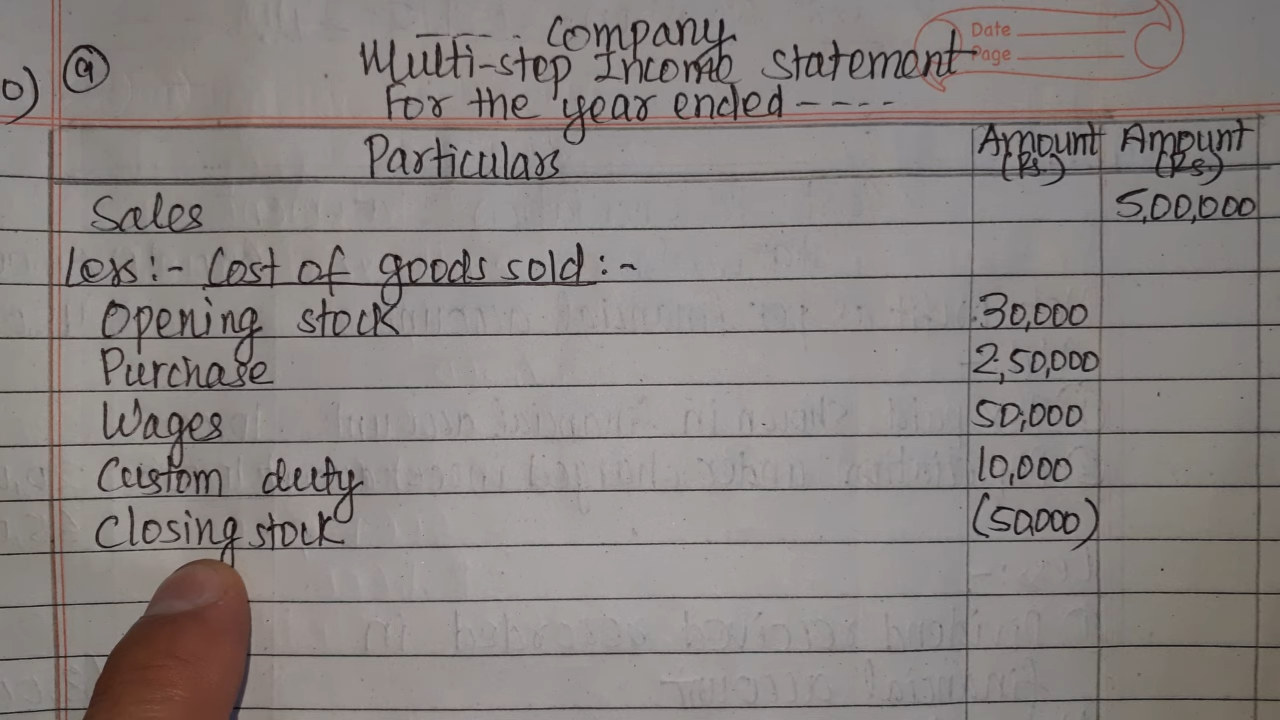 ---- Company
Date
Multi-step Income statement
Page
0) (a)
For the year ended ----
Particulars Amount (Rs.) Amount (Rs.)
Sales 5,00,000
Less :- Cost of goods sold :-
Opening stock 30,000
Purchase 2,50,000
Wages 50,000
Custom duty 10,000
Closing stock (50,000)